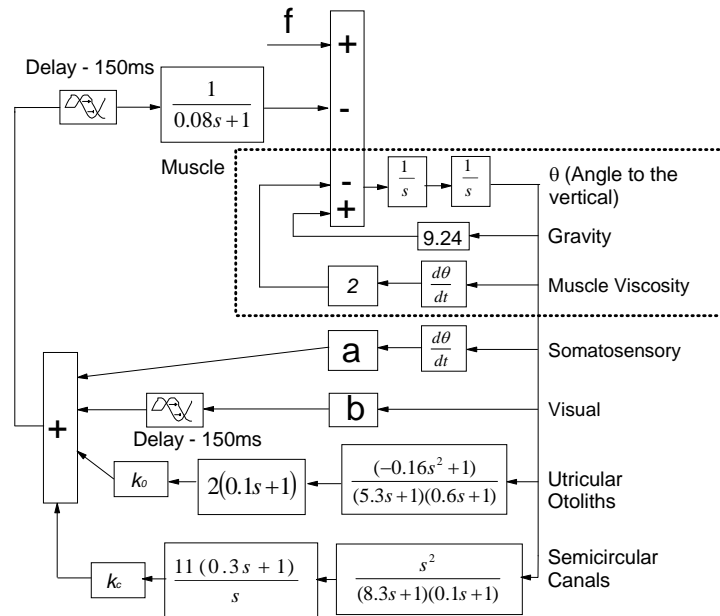 f
+
Delay - 150ms
1
0.08s+1
-
Muscle
-
+
1
s
1
s
θ (Angle to the
vertical)
9.24
Gravity
2
dθ
dt
Muscle Viscosity
a
dθ
dt
Somatosensory
+
b
Visual
Delay - 150ms
k₀
2(0.1s+1)
(−0.16s²+1)
(5.3s+1)(0.6s+1)
Utricular
Otoliths
k_c
11 (0.3s + 1)
s
s²
(8.3s+1)(0.1s+1)
Semicircular
Canals